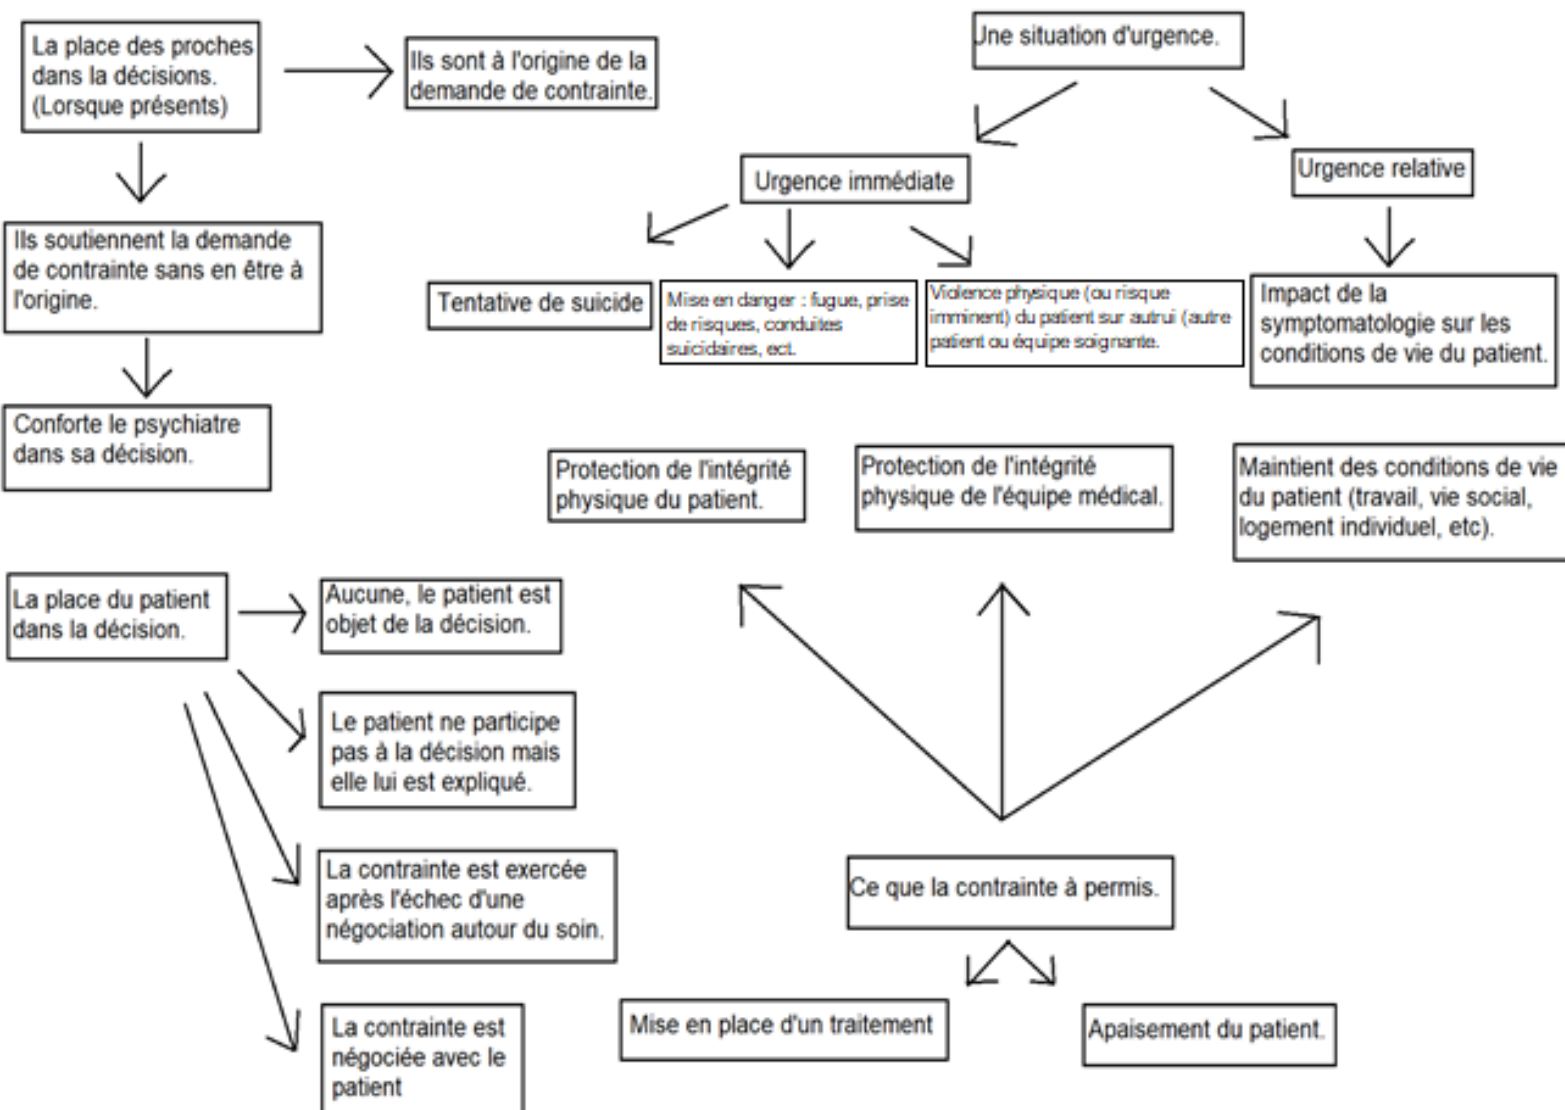 La place des proches
dans la décisions.
(Lorsque présents)
Ils sont à l'origine de la
demande de contrainte.
Ils soutiennent la demande
de contrainte sans en être à
l'origine.
Conforte le psychiatre
dans sa décision.
Une situation d'urgence.
Urgence immédiate
Urgence relative
Tentative de suicide
Mise en danger : fugue, prise
de risques, conduites
suicidaires, ect.
Violence physique (ou risque
imminent) du patient sur autrui (autre
patient ou équipe soignante.
Impact de la
symptomatologie sur les
conditions de vie du patient.
Protection de l'intégrité
physique du patient.
Protection de l'intégrité
physique de l'équipe médical.
Maintient des conditions de vie
du patient (travail, vie social,
logement individuel, etc).
La place du patient
dans la décision.
Aucune, le patient est
objet de la décision.
Le patient ne participe
pas à la décision mais
elle lui est expliqué.
La contrainte est exercée
après l'échec d'une
négociation autour du soin.
La contrainte est
négociée avec le
patient
Ce que la contrainte à permis.
Mise en place d'un traitement
Apaisement du patient.